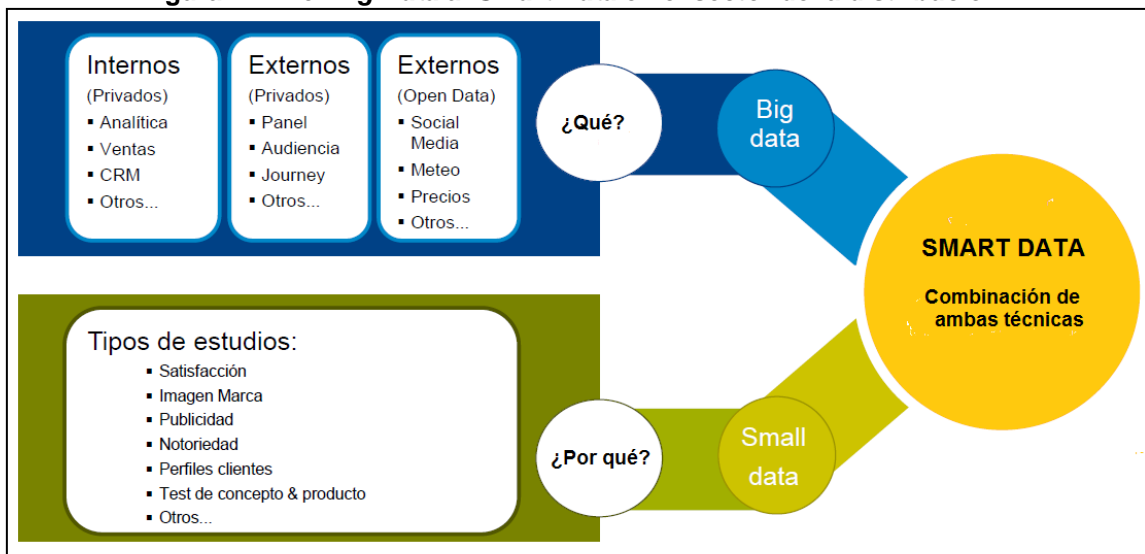 Internos
(Privados)
▪ Analítica
▪ Ventas
▪ CRM
▪ Otros...
Externos
(Privados)
▪ Panel
▪ Audiencia
▪ Journey
▪ Otros...
Externos
(Open Data)
▪ Social
Media
▪ Meteo
▪ Precios
▪ Otros...
¿Qué?
Big
data
SMART DATA
Combinación de
ambas técnicas
Tipos de estudios:
▪ Satisfacción
▪ Imagen Marca
▪ Publicidad
▪ Notoriedad
▪ Perfiles clientes
▪ Test de concepto & producto
▪ Otros...
¿Por qué?
Small
data